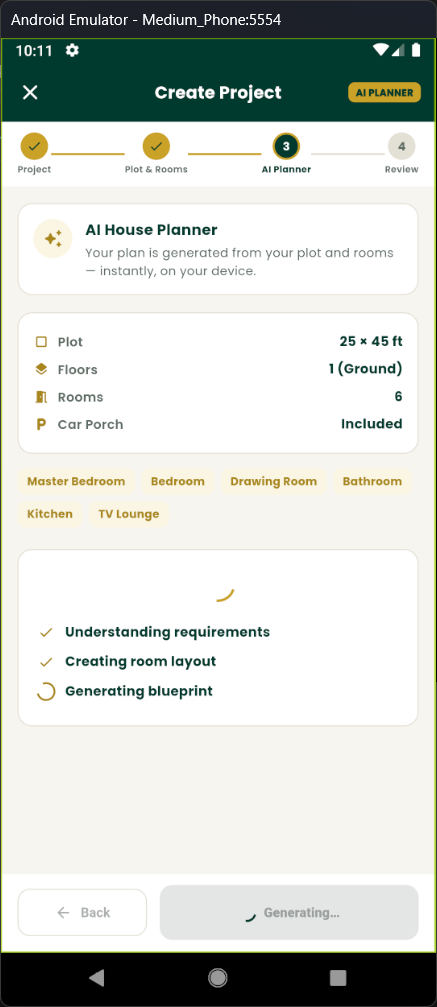 Android Emulator - Medium_Phone:5554
10:11
Create Project
AI PLANNER
3
4
Project
Plot & Rooms
AI Planner
Review
AI House Planner
Your plan is generated from your plot and rooms
— instantly, on your device.
Plot 25 × 45 ft
Floors 1 (Ground)
Rooms 6
P Car Porch Included
Master Bedroom Bedroom Drawing Room Bathroom
Kitchen TV Lounge
Understanding requirements
Creating room layout
Generating blueprint
Back
Generating...